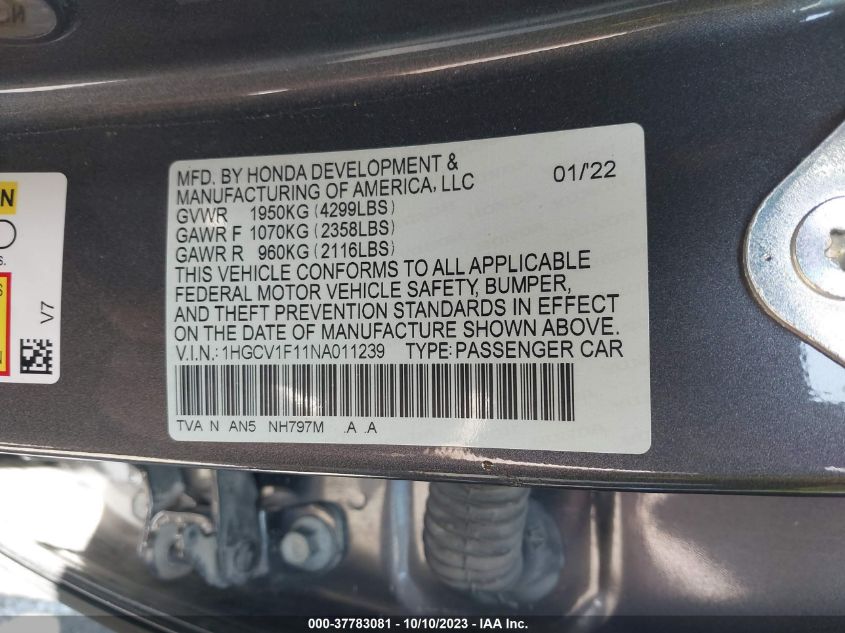 MFD. BY HONDA DEVELOPMENT &
MANUFACTURING OF AMERICA, LLC
01/'22
GVWR 1950KG (4299LBS)
GAWR F 1070KG (2358LBS)
GAWR R 960KG (2116LBS)
THIS VEHICLE CONFORMS TO ALL APPLICABLE
FEDERAL MOTOR VEHICLE SAFETY, BUMPER,
AND THEFT PREVENTION STANDARDS IN EFFECT
ON THE DATE OF MANUFACTURE SHOWN ABOVE.
V.I.N.: 1HGCV1F11NA011239 TYPE: PASSENGER CAR
TVA N AN5 NH797M .A .A
V7
000-37783081 - 10/10/2023 - IAA Inc.